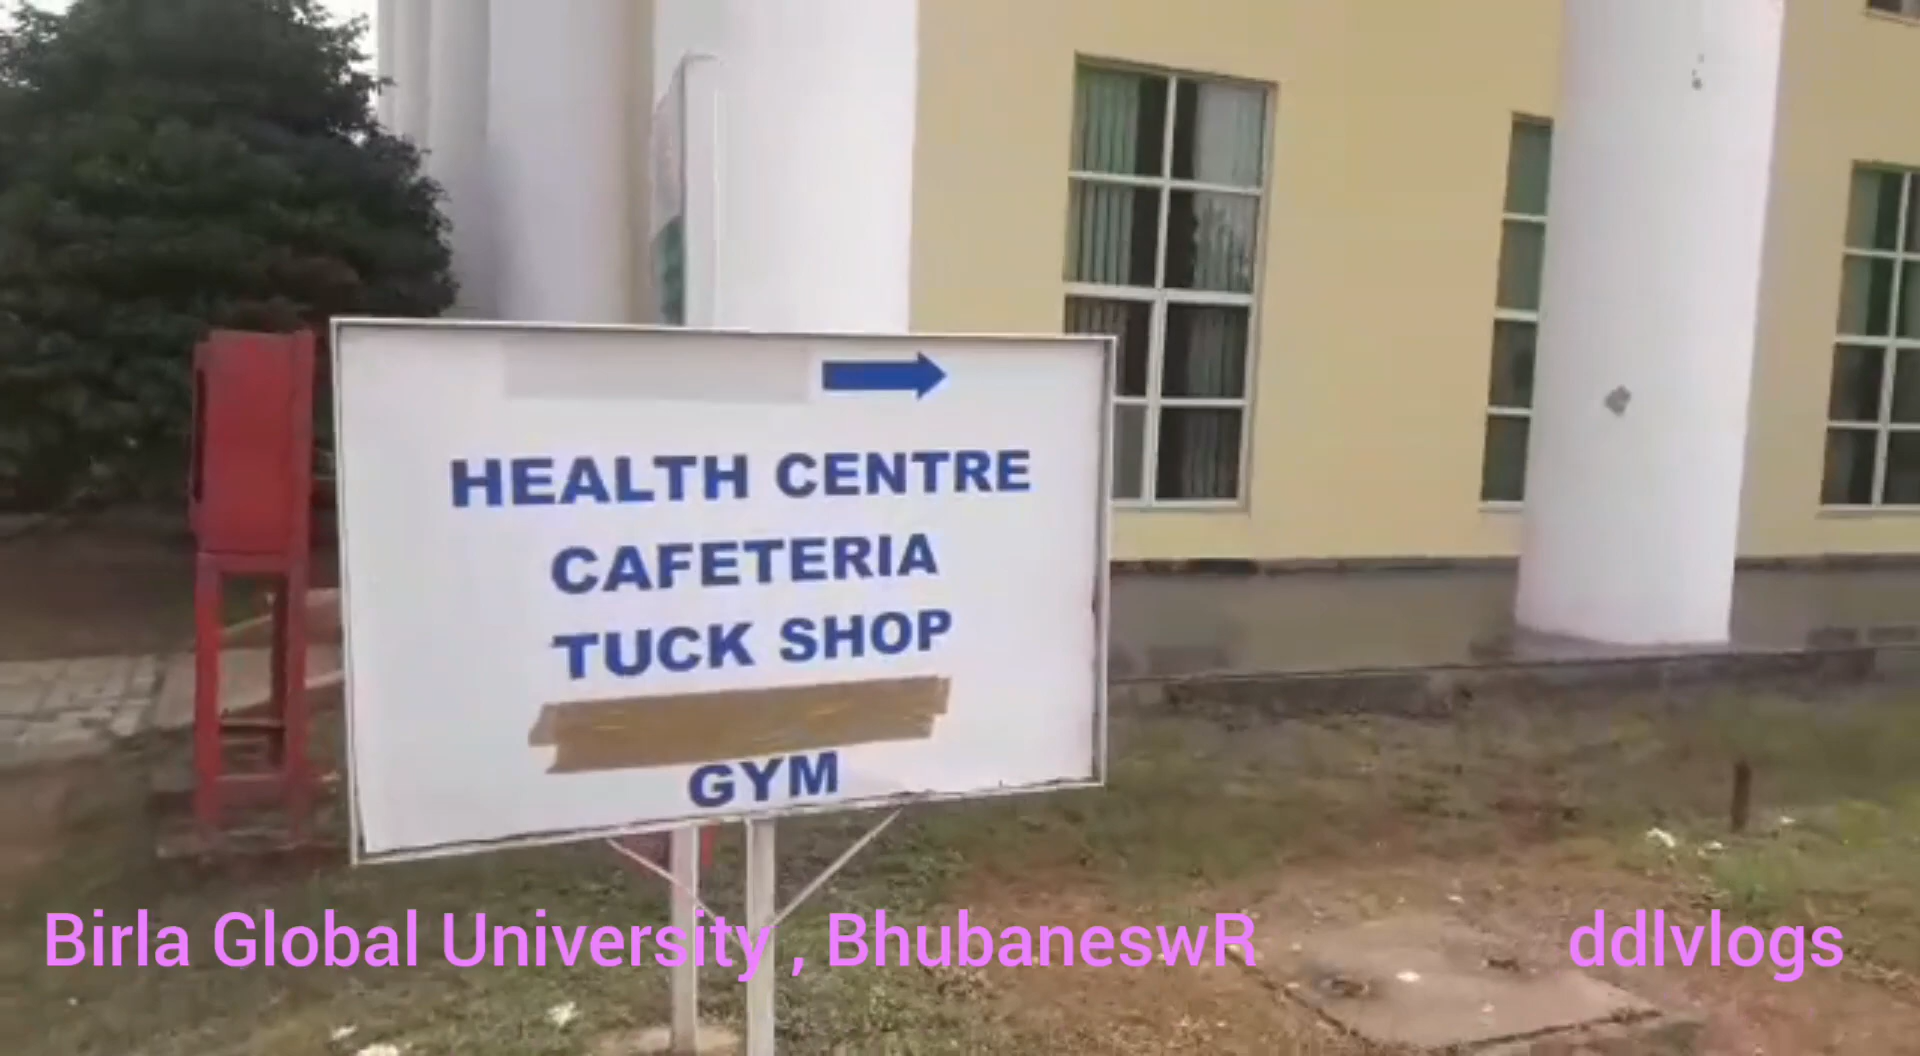 HEALTH CENTRE
CAFETERIA
TUCK SHOP
GYM
Birla Global University , BhubaneswR
ddlvlogs